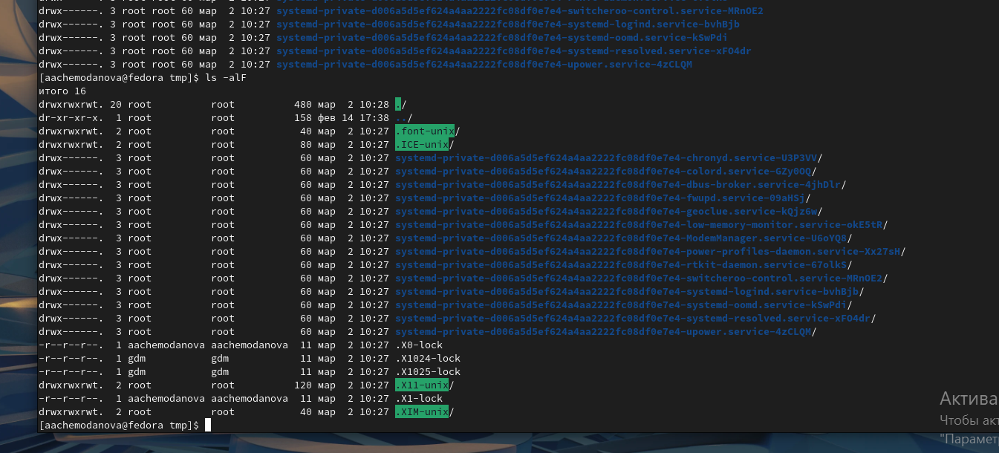 drwx------. 3 root root 60 мар  2 10:27 systemd-private-d006a5d5ef624a4aa2222fc08df0e7e4-switcheroo-control.service-MRnOE2
drwx------. 3 root root 60 мар  2 10:27 systemd-private-d006a5d5ef624a4aa2222fc08df0e7e4-systemd-logind.service-bvhBjb
drwx------. 3 root root 60 мар  2 10:27 systemd-private-d006a5d5ef624a4aa2222fc08df0e7e4-systemd-oomd.service-kSwPdi
drwx------. 3 root root 60 мар  2 10:27 systemd-private-d006a5d5ef624a4aa2222fc08df0e7e4-systemd-resolved.service-xFO4dr
drwx------. 3 root root 60 мар  2 10:27 systemd-private-d006a5d5ef624a4aa2222fc08df0e7e4-upower.service-4zCLQM
[aachemodanova@fedora tmp]$ ls -alF
итого 16
drwxrwxrwt. 20 root          root          480 мар  2 10:28 ./
dr-xr-xr-x.  1 root          root          158 фев 14 17:38 ../
drwxrwxrwt.  2 root          root           40 мар  2 10:27 .font-unix/
drwxrwxrwt.  2 root          root           80 мар  2 10:27 .ICE-unix/
drwx------.  3 root          root           60 мар  2 10:27 systemd-private-d006a5d5ef624a4aa2222fc08df0e7e4-chronyd.service-U3P3VV/
drwx------.  3 root          root           60 мар  2 10:27 systemd-private-d006a5d5ef624a4aa2222fc08df0e7e4-colord.service-GZy0OQ/
drwx------.  3 root          root           60 мар  2 10:27 systemd-private-d006a5d5ef624a4aa2222fc08df0e7e4-dbus-broker.service-4jhDlr/
drwx------.  3 root          root           60 мар  2 10:27 systemd-private-d006a5d5ef624a4aa2222fc08df0e7e4-fwupd.service-09aHSj/
drwx------.  3 root          root           60 мар  2 10:27 systemd-private-d006a5d5ef624a4aa2222fc08df0e7e4-geoclue.service-kQjz6w/
drwx------.  3 root          root           60 мар  2 10:27 systemd-private-d006a5d5ef624a4aa2222fc08df0e7e4-low-memory-monitor.service-okE5tR/
drwx------.  3 root          root           60 мар  2 10:27 systemd-private-d006a5d5ef624a4aa2222fc08df0e7e4-ModemManager.service-U6oYQ8/
drwx------.  3 root          root           60 мар  2 10:27 systemd-private-d006a5d5ef624a4aa2222fc08df0e7e4-power-profiles-daemon.service-Xx27sH/
drwx------.  3 root          root           60 мар  2 10:27 systemd-private-d006a5d5ef624a4aa2222fc08df0e7e4-rtkit-daemon.service-67olkS/
drwx------.  3 root          root           60 мар  2 10:27 systemd-private-d006a5d5ef624a4aa2222fc08df0e7e4-switcheroo-control.service-MRnOE2/
drwx------.  3 root          root           60 мар  2 10:27 systemd-private-d006a5d5ef624a4aa2222fc08df0e7e4-systemd-logind.service-bvhBjb/
drwx------.  3 root          root           60 мар  2 10:27 systemd-private-d006a5d5ef624a4aa2222fc08df0e7e4-systemd-oomd.service-kSwPdi/
drwx------.  3 root          root           60 мар  2 10:27 systemd-private-d006a5d5ef624a4aa2222fc08df0e7e4-systemd-resolved.service-xFO4dr/
drwx------.  3 root          root           60 мар  2 10:27 systemd-private-d006a5d5ef624a4aa2222fc08df0e7e4-upower.service-4zCLQM/
-r--r--r--.  1 aachemodanova aachemodanova  11 мар  2 10:27 .X0-lock
-r--r--r--.  1 gdm           gdm            11 мар  2 10:27 .X1024-lock
-r--r--r--.  1 gdm           gdm            11 мар  2 10:27 .X1025-lock
drwxrwxrwt.  2 root          root          120 мар  2 10:27 .X11-unix/
-r--r--r--.  1 aachemodanova aachemodanova  11 мар  2 10:27 .X1-lock
drwxrwxrwt.  2 root          root           40 мар  2 10:27 .XIM-unix/
[aachemodanova@fedora tmp]$
Актива
Чтобы акт
"Парамет